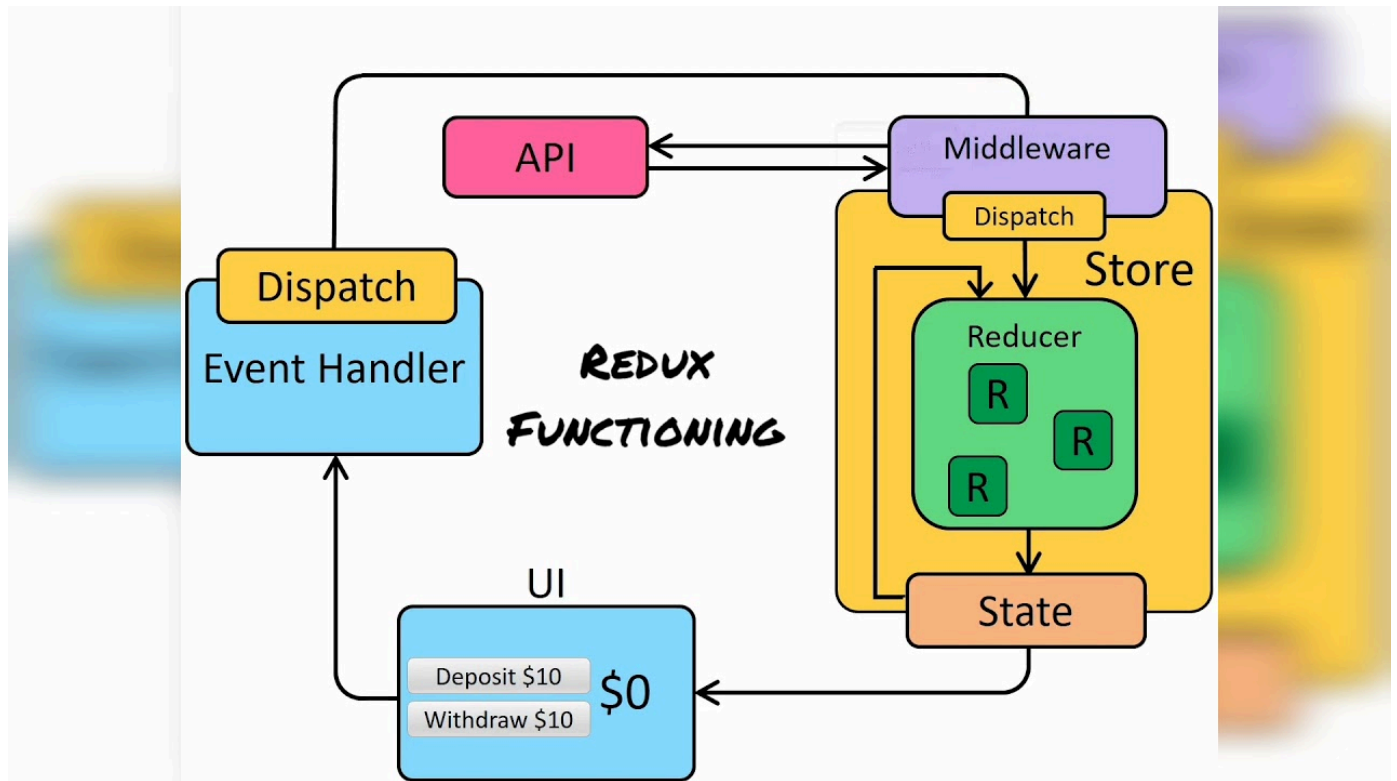 API
Middleware
Dispatch
Store
Dispatch
Event Handler
REDUX
FUNCTIONING
Reducer
R
R
R
UI
Deposit $10
Withdraw $10
$0
State